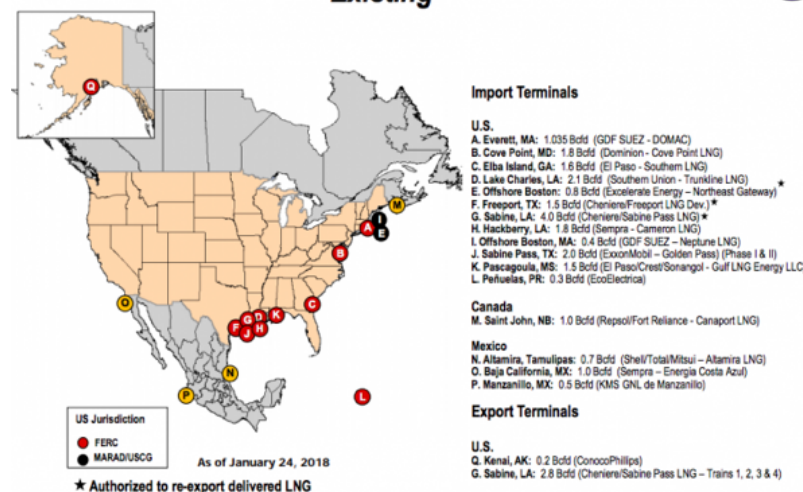 Existing
Import Terminals
U.S.
A. Everett, MA: 1.035 Bcfd (GDF SUEZ - DOMAC)
B. Cove Point, MD: 1.8 Bcfd (Dominion - Cove Point LNG)
C. Elba Island, GA: 1.6 Bcfd (El Paso - Southern LNG)
D. Lake Charles, LA: 2.1 Bcfd (Southern Union - Trunkline LNG)
E. Offshore Boston: 0.8 Bcfd (Excelerate Energy – Northeast Gateway) ★
F. Freeport, TX: 1.5 Bcfd (Cheniere/Freeport LNG Dev.) ★
G. Sabine, LA: 4.0 Bcfd (Cheniere/Sabine Pass LNG) ★
H. Hackberry, LA: 1.8 Bcfd (Sempra - Cameron LNG)
I. Offshore Boston, MA: 0.4 Bcfd (GDF SUEZ – Neptune LNG)
J. Sabine Pass, TX: 2.0 Bcfd (ExxonMobil – Golden Pass) (Phase I & II)
K. Pascagoula, MS: 1.5 Bcfd (El Paso/Crest/Sonangol - Gulf LNG Energy LLC
L. Peñuelas, PR: 0.3 Bcfd (EcoElectrica)
Canada
M. Saint John, NB: 1.0 Bcfd (Repsol/Fort Reliance - Canaport LNG)
Mexico
N. Altamira, Tamulipas: 0.7 Bcfd (Shell/Total/Mitsui – Altamira LNG)
O. Baja California, MX: 1.0 Bcfd (Sempra – Energia Costa Azul)
P. Manzanillo, MX: 0.5 Bcfd (KMS GNL de Manzanillo)
Export Terminals
U.S.
Q. Kenai, AK: 0.2 Bcfd (ConocoPhillips)
G. Sabine, LA: 2.8 Bcfd (Cheniere/Sabine Pass LNG – Trains 1, 2, 3 & 4)
Q
M
I
A
E
B
O
C
G
D
K
F
H
J
N
P
L
US Jurisdiction
FERC
MARAD/USCG
As of January 24, 2018
★ Authorized to re-export delivered LNG